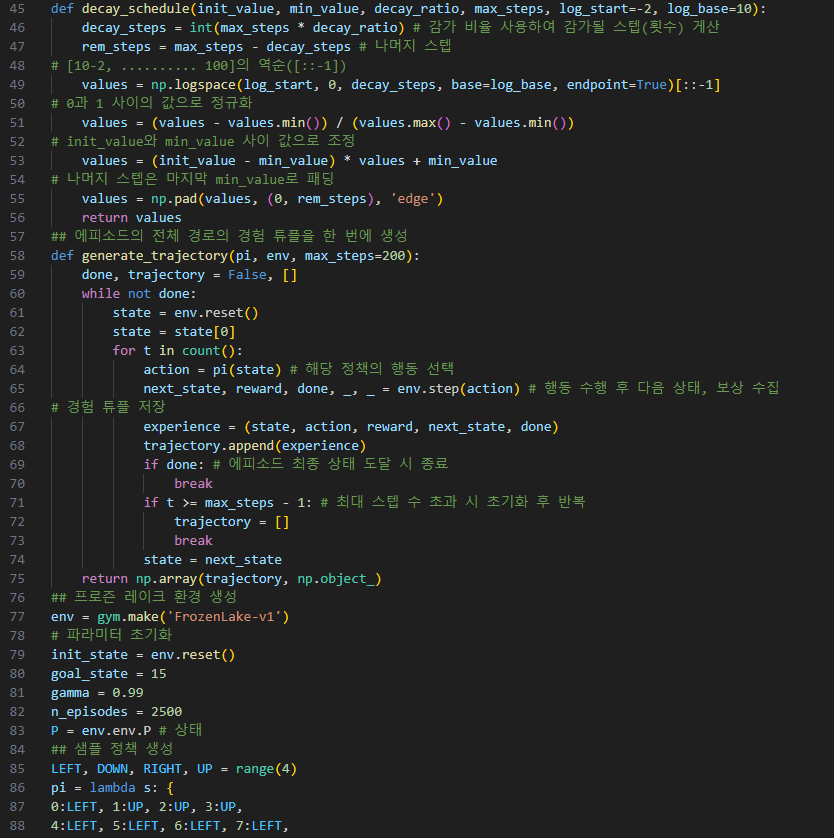 45 def decay_schedule(init_value, min_value, decay_ratio, max_steps, log_start=-2, log_base=10):
46     decay_steps = int(max_steps * decay_ratio) # 감가 비율 사용하여 감가될 스텝(횟수) 게산
47     rem_steps = max_steps - decay_steps # 나머지 스텝
48 # [10-2, .......... 100]의 역순([::-1])
49     values = np.logspace(log_start, 0, decay_steps, base=log_base, endpoint=True)[::-1]
50 # 0과 1 사이의 값으로 정규화
51     values = (values - values.min()) / (values.max() - values.min())
52 # init_value와 min_value 사이 값으로 조정
53     values = (init_value - min_value) * values + min_value
54 # 나머지 스텝은 마지막 min_value로 패딩
55     values = np.pad(values, (0, rem_steps), 'edge')
56     return values
57 ## 에피소드의 전체 경로의 경험 튜플을 한 번에 생성
58 def generate_trajectory(pi, env, max_steps=200):
59     done, trajectory = False, []
60     while not done:
61         state = env.reset()
62         state = state[0]
63         for t in count():
64             action = pi(state) # 해당 정책의 행동 선택
65             next_state, reward, done, _, _ = env.step(action) # 행동 수행 후 다음 상태, 보상 수집
66 # 경험 튜플 저장
67             experience = (state, action, reward, next_state, done)
68             trajectory.append(experience)
69             if done: # 에피소드 최종 상태 도달 시 종료
70                 break
71             if t >= max_steps - 1: # 최대 스텝 수 초과 시 초기화 후 반복
72                 trajectory = []
73                 break
74             state = next_state
75     return np.array(trajectory, np.object_)
76 ## 프로즌 레이크 환경 생성
77 env = gym.make('FrozenLake-v1')
78 # 파라미터 초기화
79 init_state = env.reset()
80 goal_state = 15
81 gamma = 0.99
82 n_episodes = 2500
83 P = env.env.P # 상태
84 ## 샘플 정책 생성
85 LEFT, DOWN, RIGHT, UP = range(4)
86 pi = lambda s: {
87 0:LEFT, 1:UP, 2:UP, 3:UP,
88 4:LEFT, 5:LEFT, 6:LEFT, 7:LEFT,